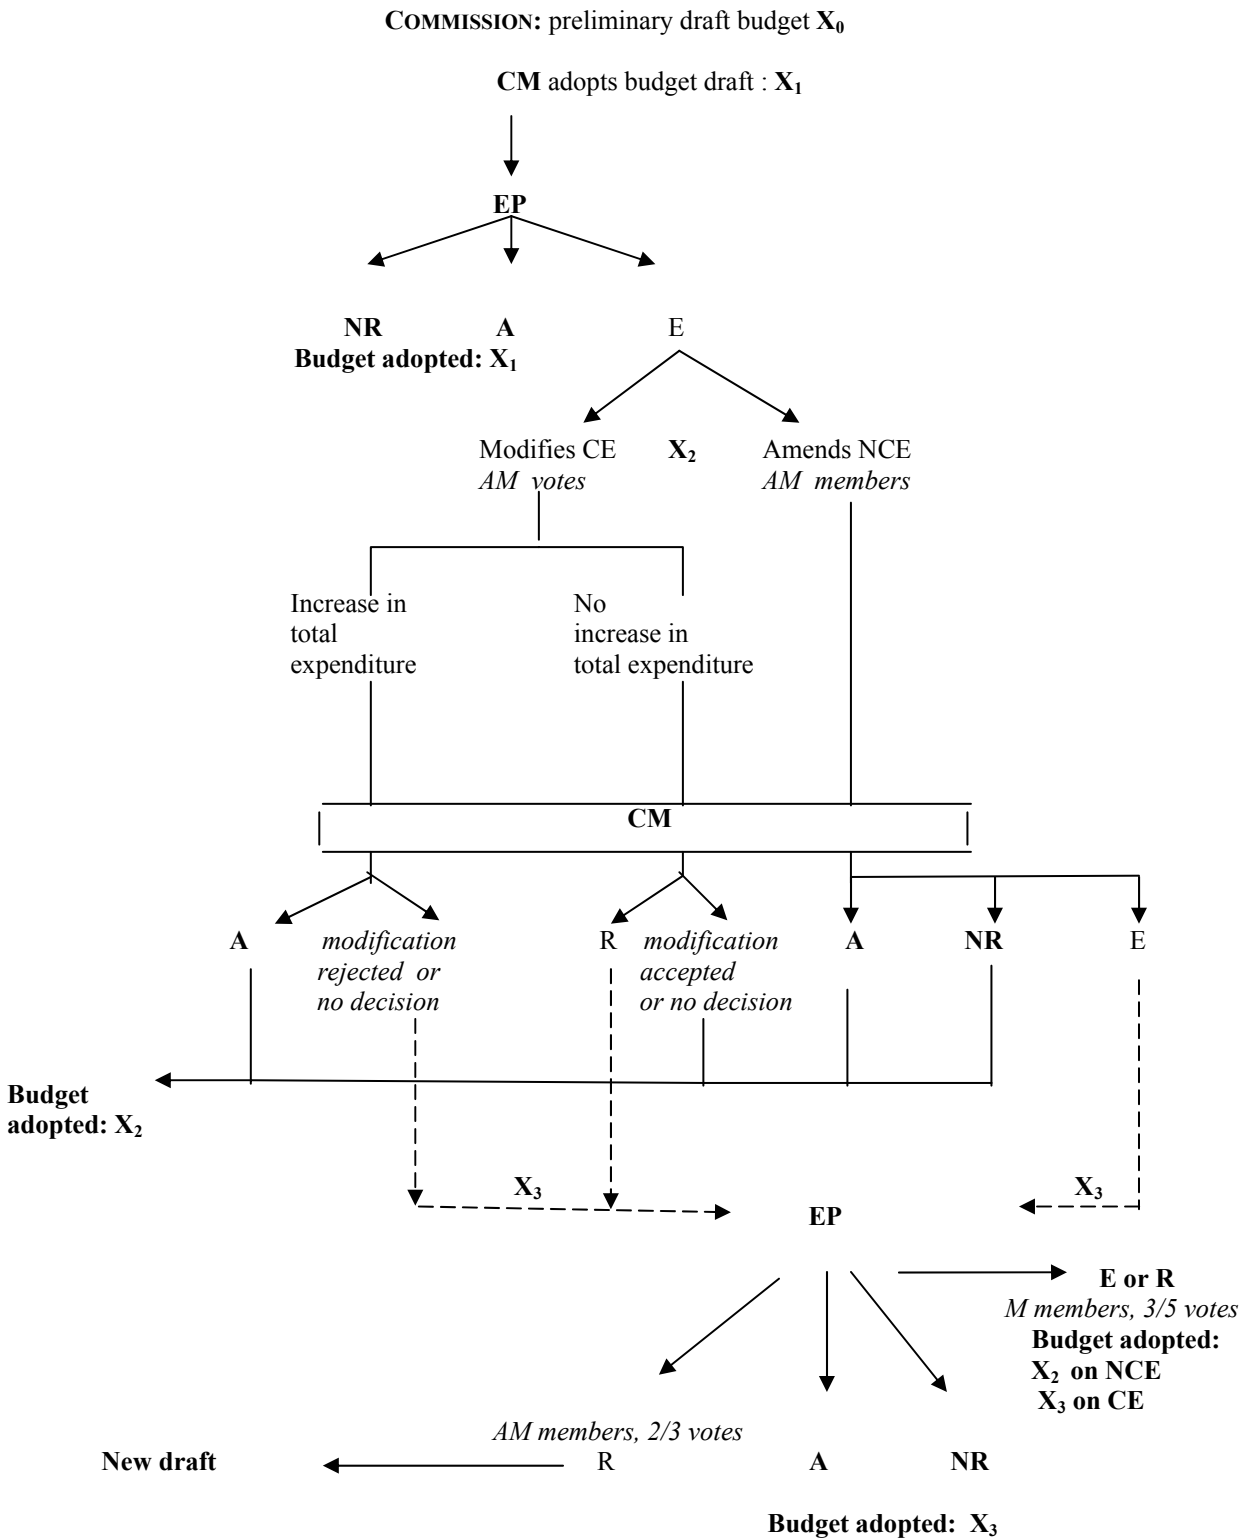 COMMISSION: preliminary draft budget X0
CM adopts budget draft : X1
EP
NR A E
Budget adopted: X1
Modifies CE X2 Amends NCE
AM votes AM members
Increase in
total
expenditure
No
increase in
total expenditure
CM
A modification R modification A NR E
rejected or accepted
no decision or no decision
Budget
adopted: X2
X3 X3
EP
E or R
M members, 3/5 votes
Budget adopted:
X2 on NCE
X3 on CE
AM members, 2/3 votes
New draft R A NR
Budget adopted: X3